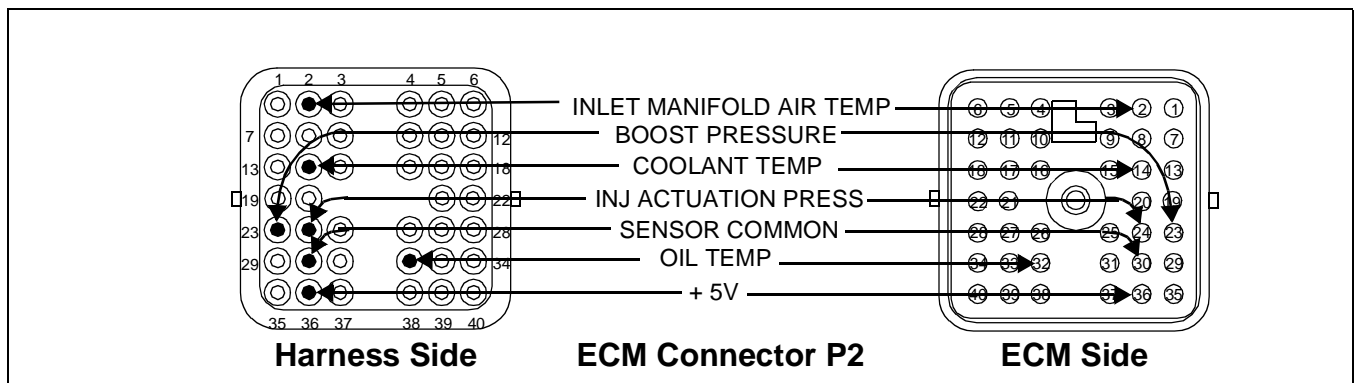 1 2 3 4 5 6
INLET MANIFOLD AIR TEMP 6 5 4 3 2 1
7 12 BOOST PRESSURE 12 11 10 9 8 7
13 18 COOLANT TEMP 18 17 16 15 14 13
19 22 INJ ACTUATION PRESS 22 21 20 19
23 28 SENSOR COMMON 28 27 26 25 24 23
29 34 OIL TEMP 34 33 32 31 30 29
+ 5V 40 39 38 37 36 35
35 36 37 38 39 40
Harness Side ECM Connector P2 ECM Side